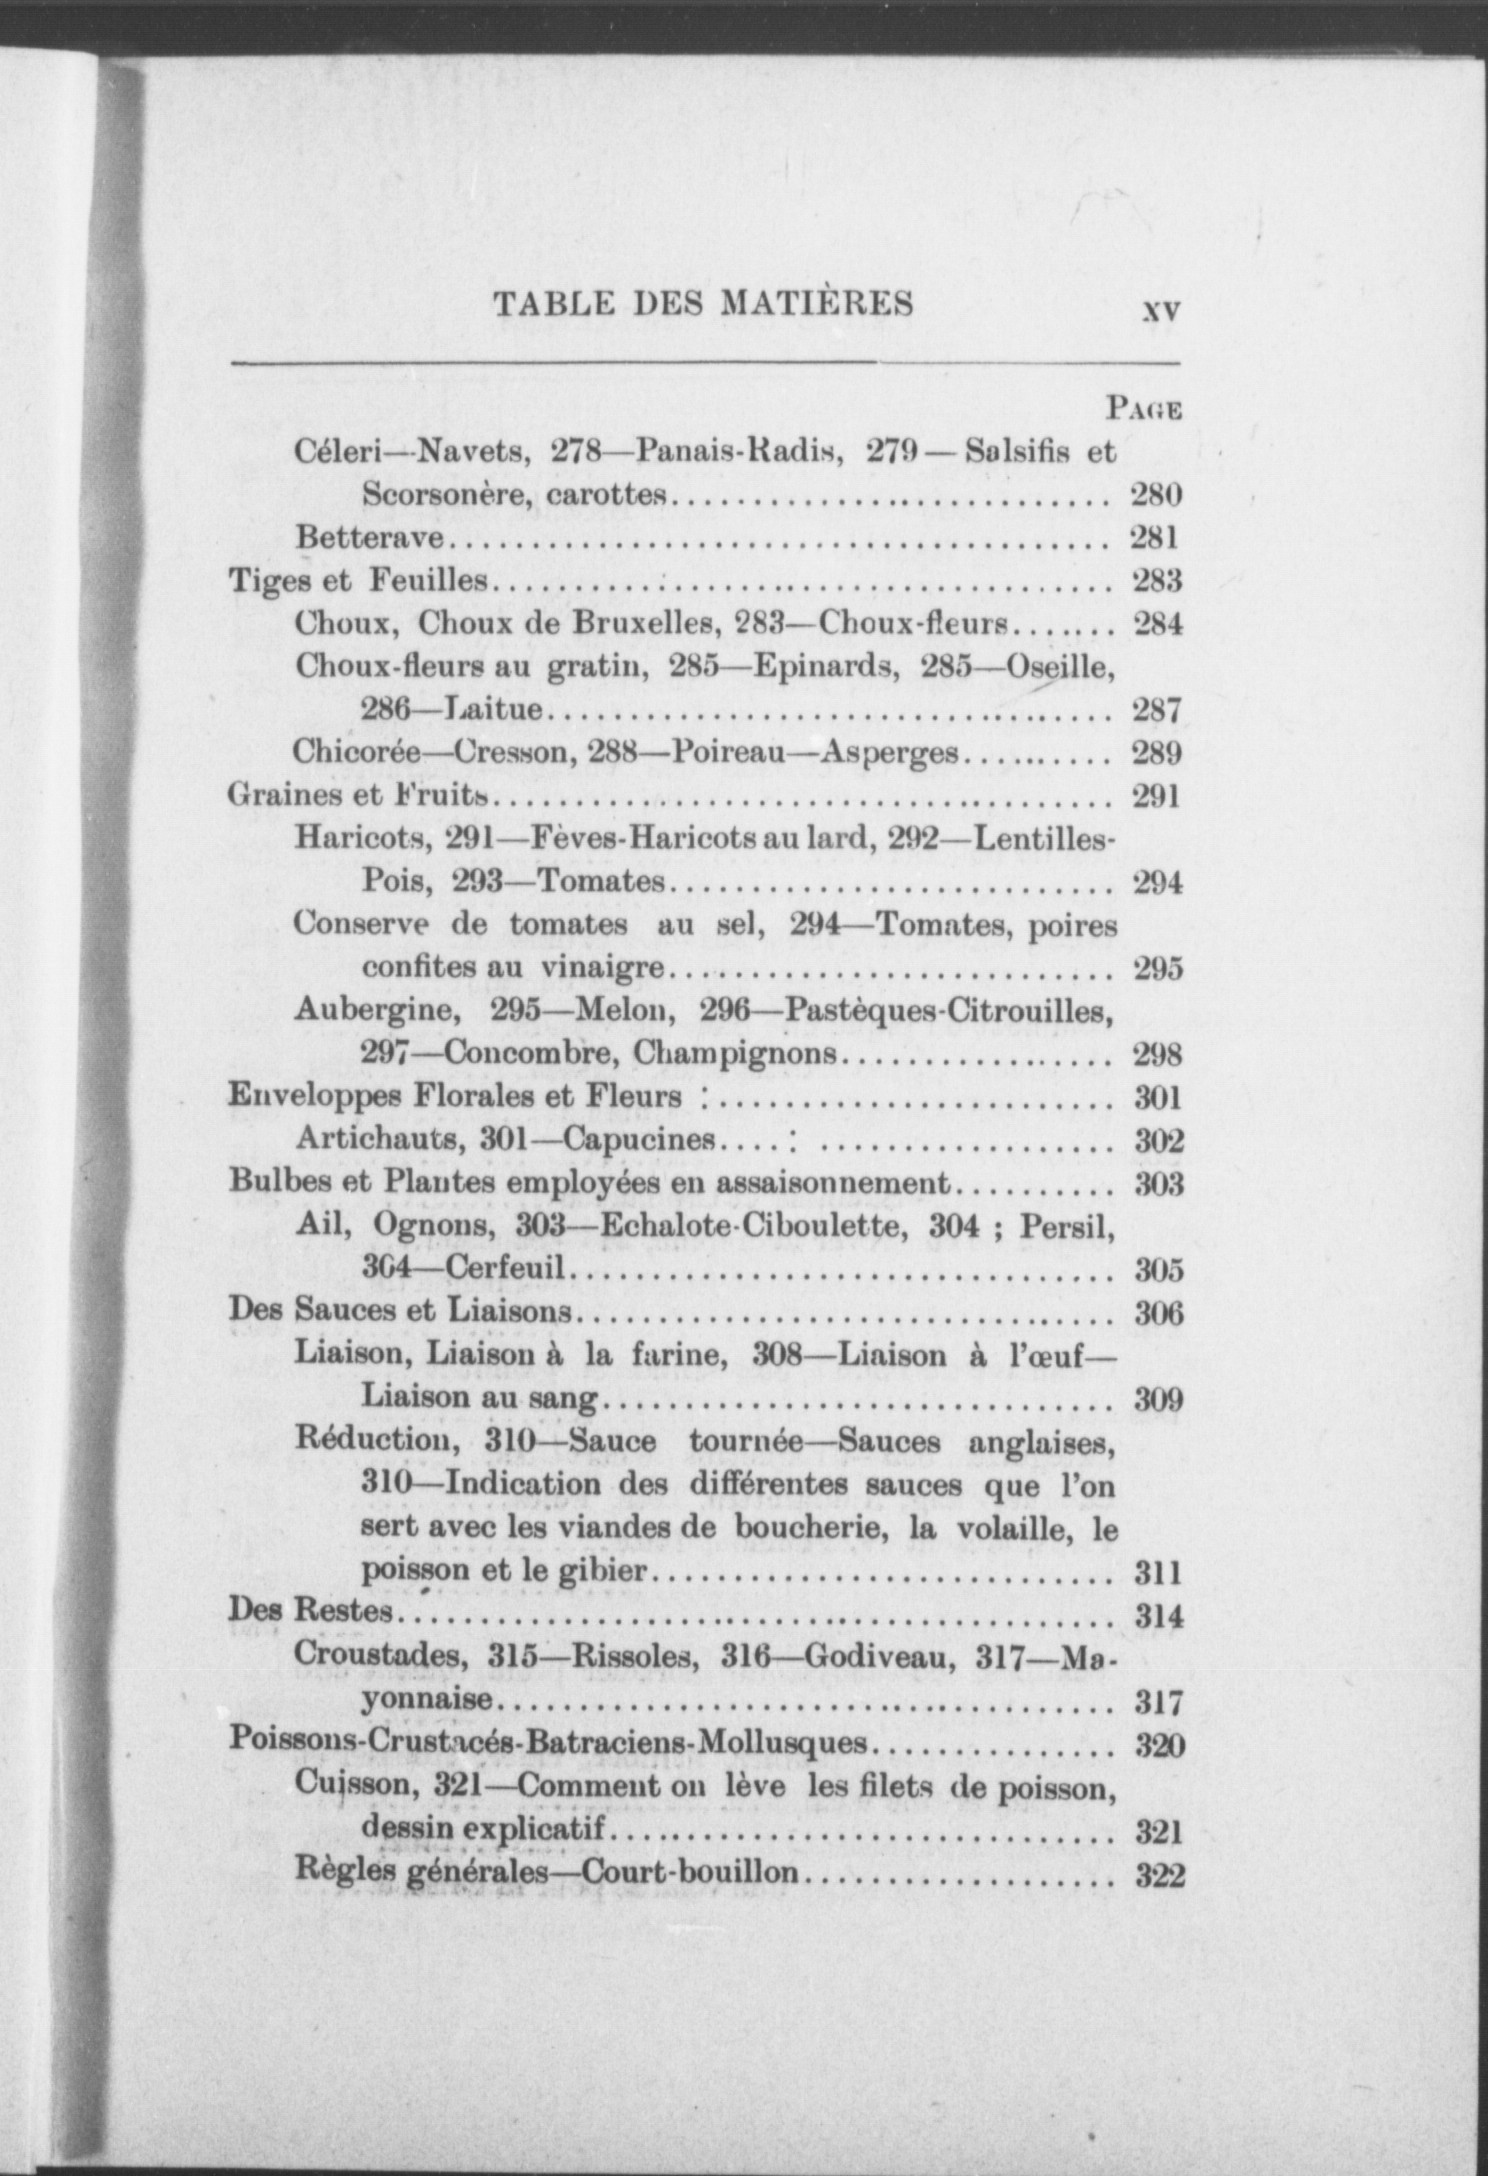 TABLE DES MATIÈRES XV
PAGE
Céleri—Navets, 278—Panais-Radis, 279—Salsifis et
Scorsonère, carottes........................... 280
Betterave........................................ 281
Tiges et Feuilles...................................... 283
Choux, Choux de Bruxelles, 283—Choux-fleurs....... 284
Choux-fleurs au gratin, 285—Epinards, 285—Oseille,
286—Laitue................................... 287
Chicorée—Cresson, 288—Poireau—Asperges.......... 289
Graines et Fruits...................................... 291
Haricots, 291—Fèves-Haricots au lard, 292—Lentilles-
Pois, 293—Tomates............................ 294
Conserve de tomates au sel, 294—Tomates, poires
confites au vinaigre............................ 295
Aubergine, 295—Melon, 296—Pastèques-Citrouilles,
297—Concombre, Champignons................. 298
Enveloppes Florales et Fleurs :........................ 301
Artichauts, 301—Capucines....: .................. 302
Bulbes et Plantes employées en assaisonnement.......... 303
Ail, Ognons, 303—Echalote-Ciboulette, 304 ; Persil,
304—Cerfeuil.................................. 305
Des Sauces et Liaisons................................. 306
Liaison, Liaison à la farine, 308—Liaison à l'œuf—
Liaison au sang................................ 309
Réduction, 310—Sauce tournée—Sauces anglaises,
310—Indication des différentes sauces que l'on
sert avec les viandes de boucherie, la volaille, le
poisson et le gibier............................. 311
Des Restes............................................ 314
Croustades, 315—Rissoles, 316—Godiveau, 317—Ma-
yonnaise...................................... 317
Poissons-Crustacés-Batraciens-Mollusques............... 320
Cuisson, 321—Comment on lève les filets de poisson,
dessin explicatif............................... 321
Règles générales—Court-bouillon................... 322